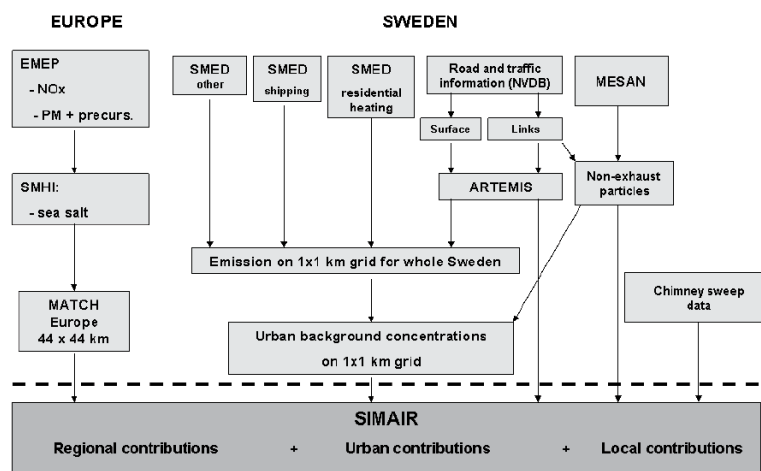 EUROPE
SWEDEN
EMEP
- NOx
- PM + precurs.
SMED
other
SMED
shipping
SMED
residential
heating
Road and traffic
information (NVDB)
MESAN
Surface
Links
SMHI:
- sea salt
ARTEMIS
Non-exhaust
particles
Emission on 1x1 km grid for whole Sweden
MATCH
Europe
44 x 44 km
Chimney sweep
data
Urban background concentrations
on 1x1 km grid
SIMAIR
Regional contributions + Urban contributions + Local contributions